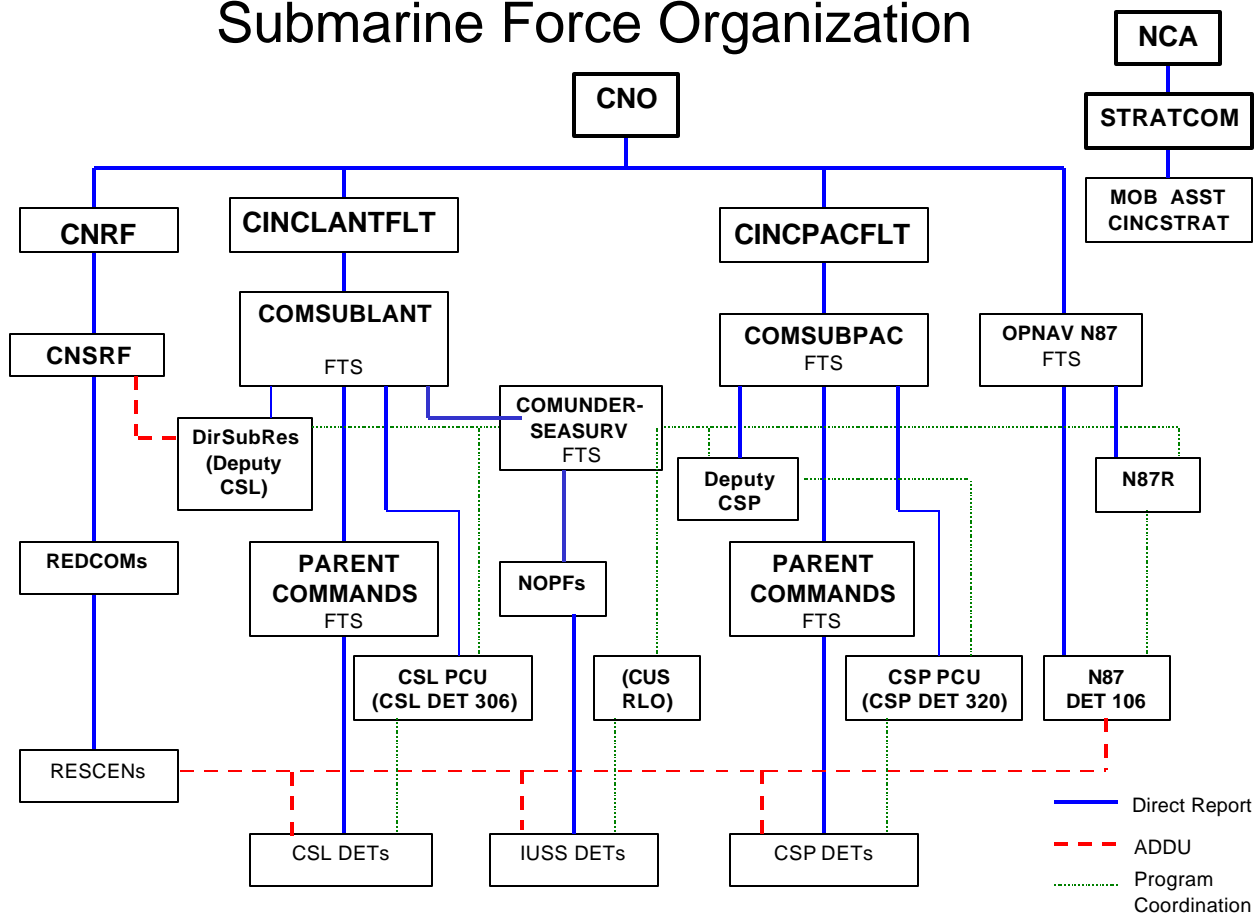 Submarine Force Organization
NCA
CNO
STRATCOM
MOB ASST
CINCSTRAT
CNRF
CINCLANTFLT
CINCPACFLT
COMSUBLANT
FTS
COMSUBPAC
FTS
OPNAV N87
FTS
CNSRF
COMUNDER-
SEASURV
FTS
DirSubRes
(Deputy
CSL)
Deputy
CSP
N87R
REDCOMs
PARENT
COMMANDS
FTS
NOPFs
PARENT
COMMANDS
FTS
CSL PCU
(CSL DET 306)
(CUS
RLO)
CSP PCU
(CSP DET 320)
N87
DET 106
RESCENs
CSL DETs
IUSS DETs
CSP DETs
Direct Report
ADDU
Program
Coordination